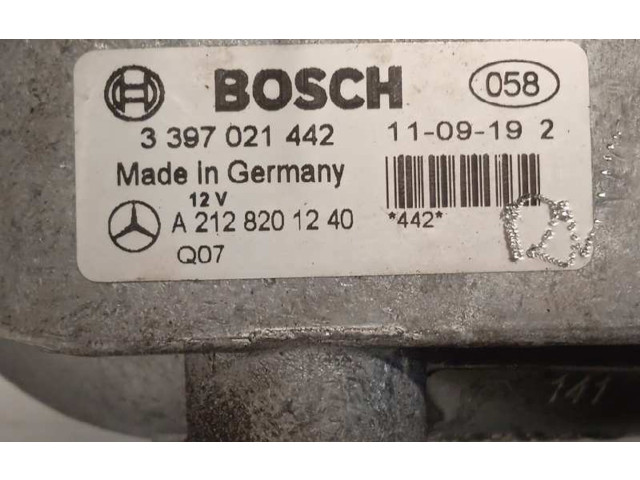 BOSCH 058
3 397 021 442 11-09-19 2
Made in Germany
12 V
A 212 820 12 40 *442*
Q07
141